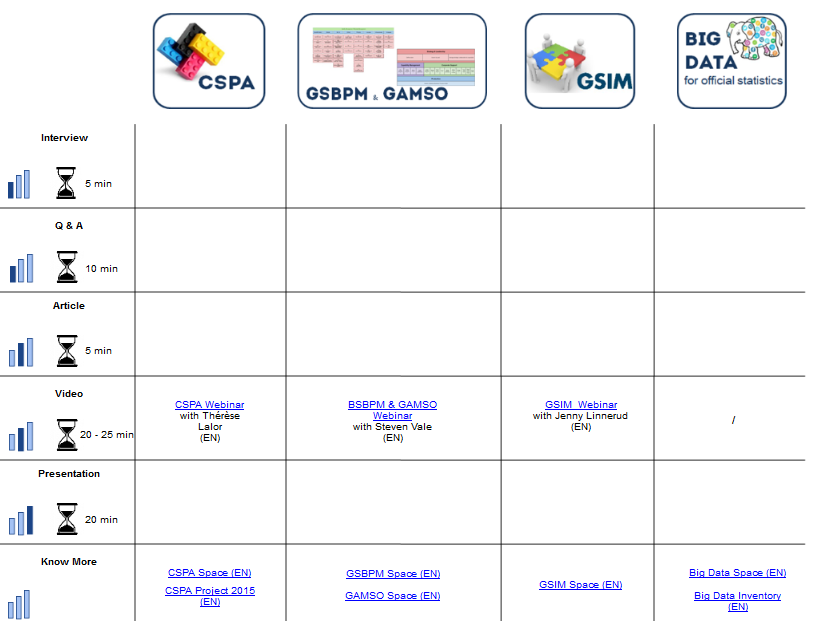 CSPA
GSBPM & GAMSO
GSIM
BIG
DATA
for official statistics
Interview
5 min
Q & A
10 min
Article
5 min
Video
20 - 25 min
CSPA Webinar
with Thérèse
Lalor
(EN)
BSBPM & GAMSO
Webinar
with Steven Vale
(EN)
GSIM Webinar
with Jenny Linnerud
(EN)
/
Presentation
20 min
Know More
CSPA Space (EN)
CSPA Project 2015
(EN)
GSBPM Space (EN)
GAMSO Space (EN)
GSIM Space (EN)
Big Data Space (EN)
Big Data Inventory
(EN)